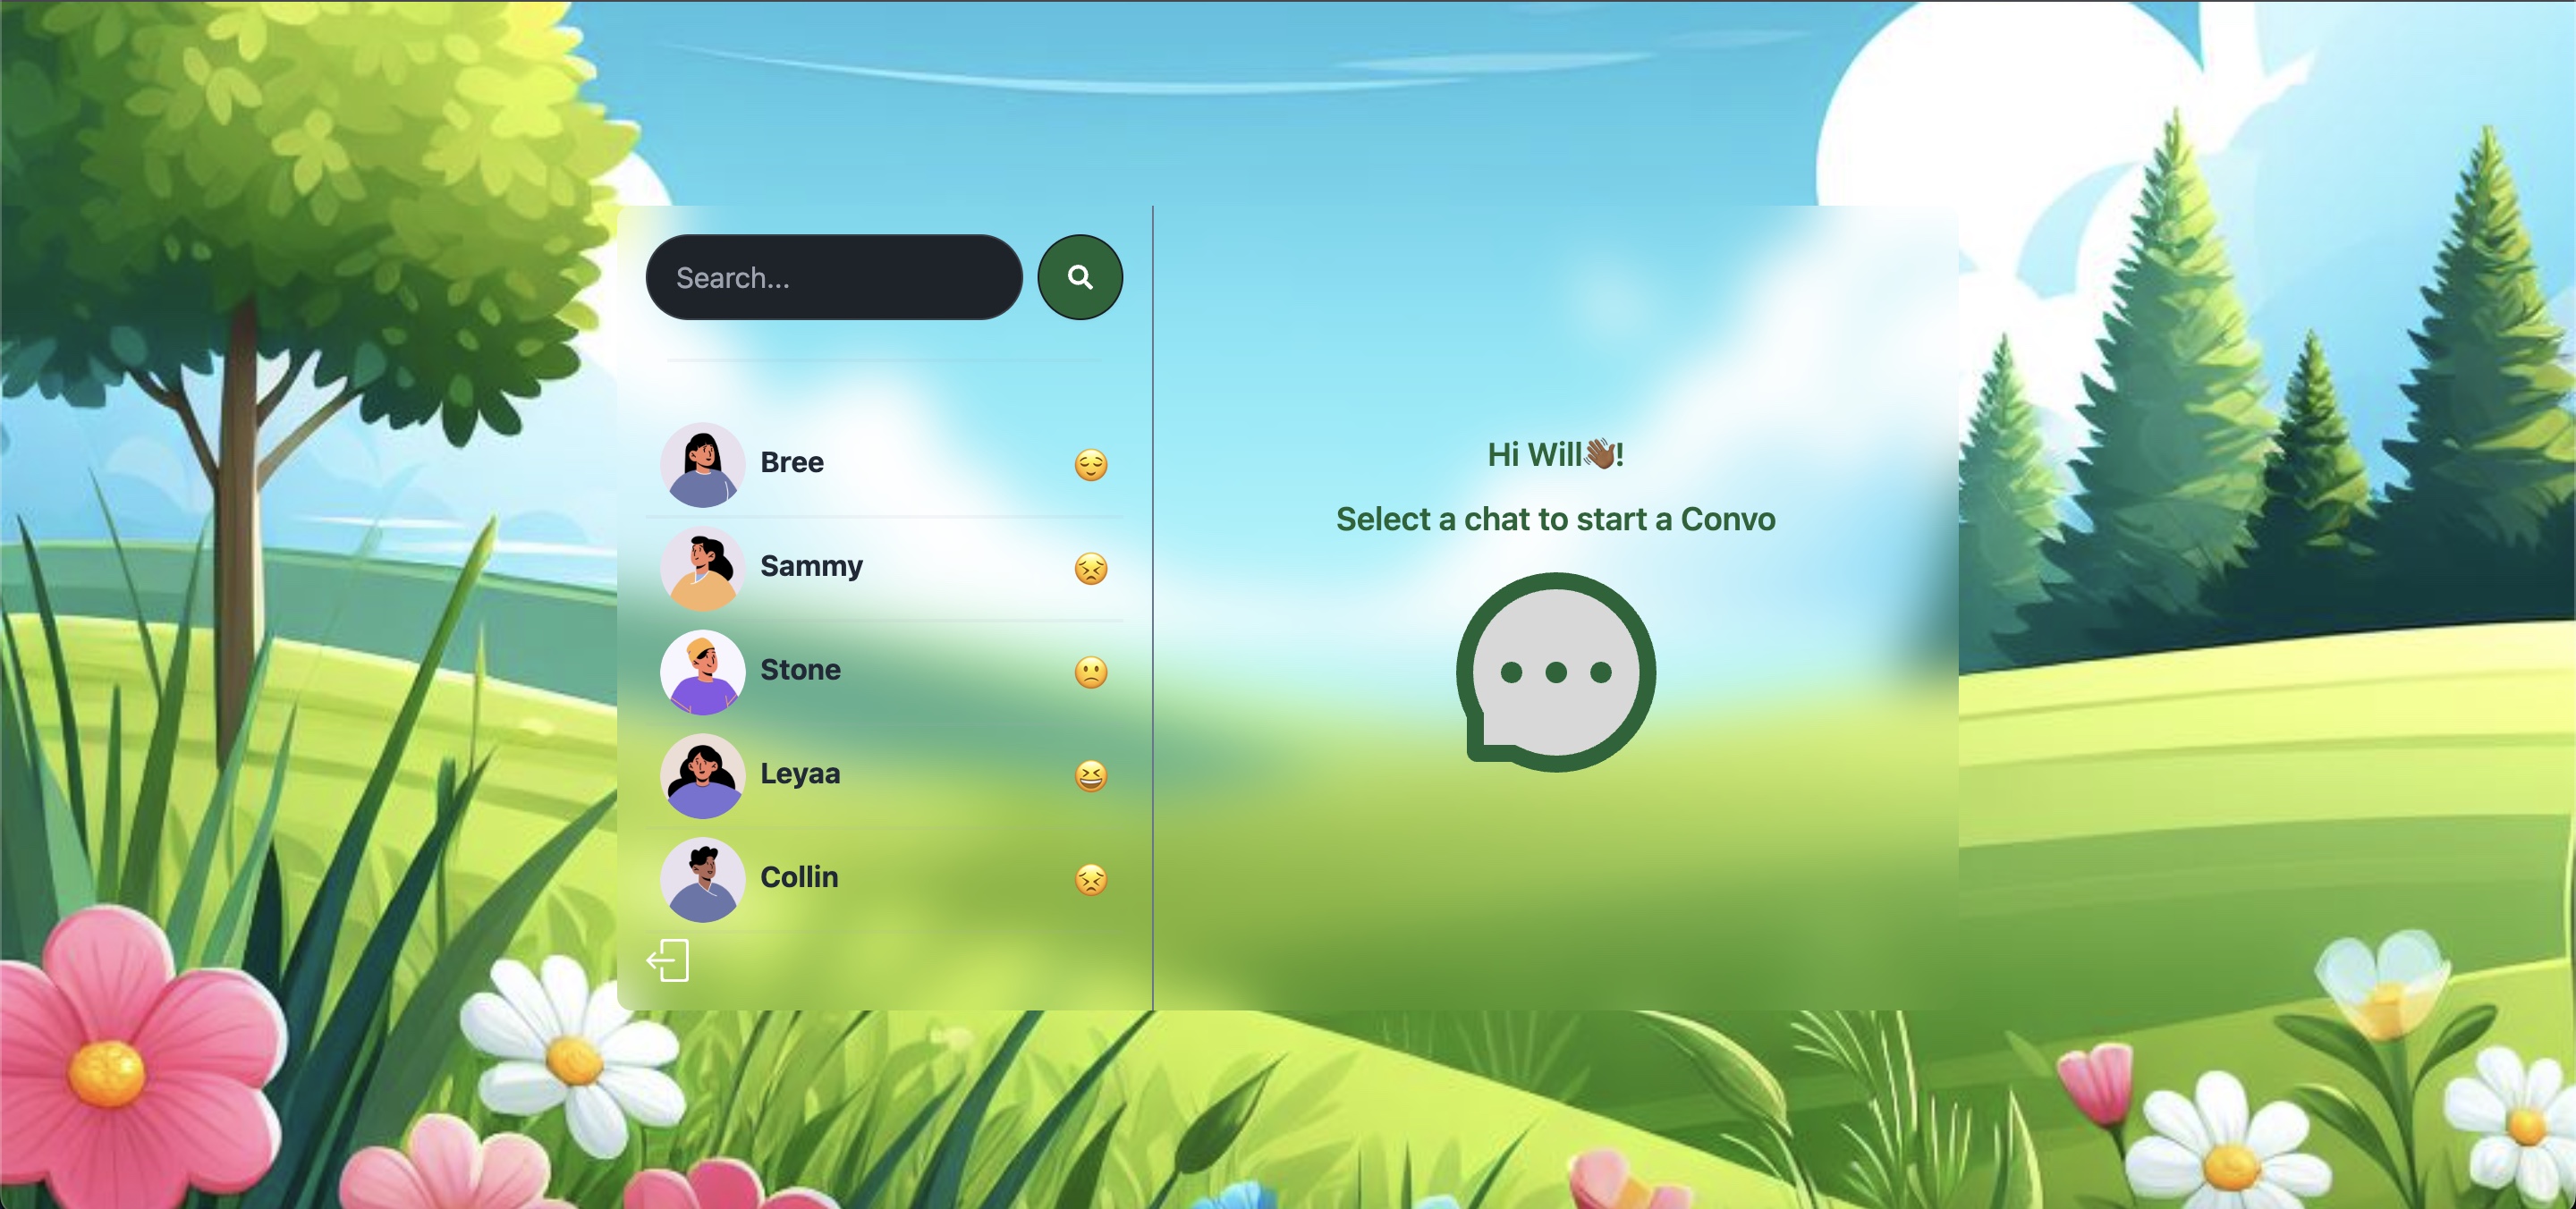 Search...
Bree 😌
Sammy 😣
Stone 🙁
Leyaa 😆
Collin 😣
Hi Will👋🏾!
Select a chat to start a Convo